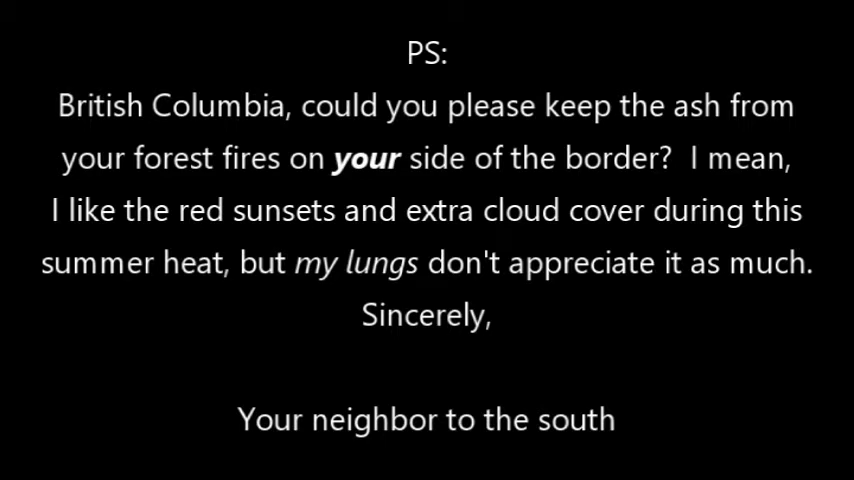 PS:
British Columbia, could you please keep the ash from
your forest fires on your side of the border?  I mean,
I like the red sunsets and extra cloud cover during this
summer heat, but my lungs don't appreciate it as much.
Sincerely,
Your neighbor to the south